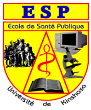 ESP
Ecole de Santé Publique
Université de Kinshasa